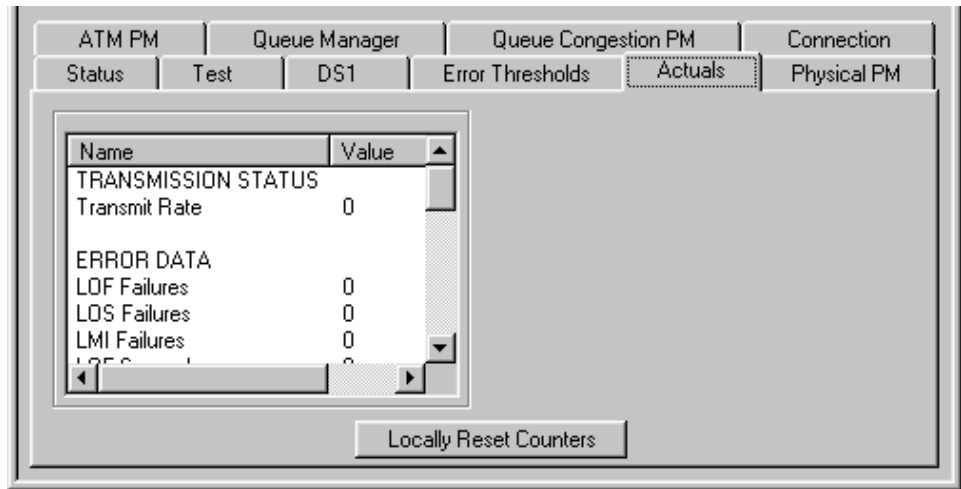 ATM PM Queue Manager Queue Congestion PM Connection
Status Test DS1 Error Thresholds Actuals Physical PM
Name Value
TRANSMISSION STATUS
Transmit Rate 0
ERROR DATA
LOF Failures 0
LOS Failures 0
LMI Failures 0
Locally Reset Counters